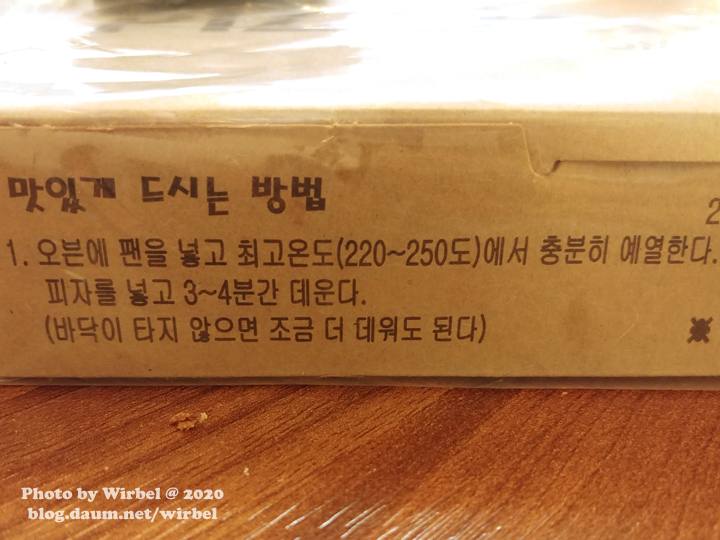 맛있게 드시는 방법
1. 오븐에 팬을 넣고 최고온도(220~250도)에서 충분히 예열한다.
피자를 넣고 3~4분간 데운다.
(바닥이 타지 않으면 조금 더 데워도 된다)
2
※
Photo by Wirbel @ 2020
blog.daum.net/wirbel